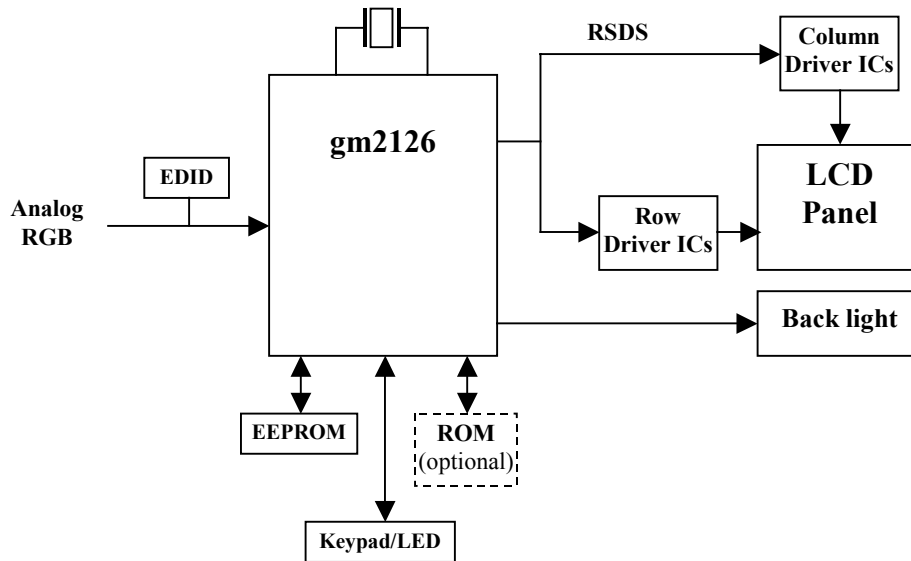 RSDS
Column
Driver ICs
gm2126
EDID
Analog
RGB
LCD
Panel
Row
Driver ICs
Back light
EEPROM
ROM
(optional)
Keypad/LED